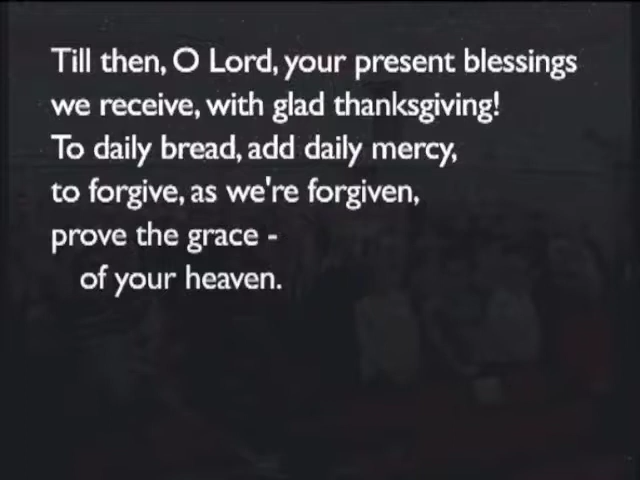 Till then, O Lord, your present blessings
we receive, with glad thanksgiving!
To daily bread, add daily mercy,
to forgive, as we're forgiven,
prove the grace -
of your heaven.